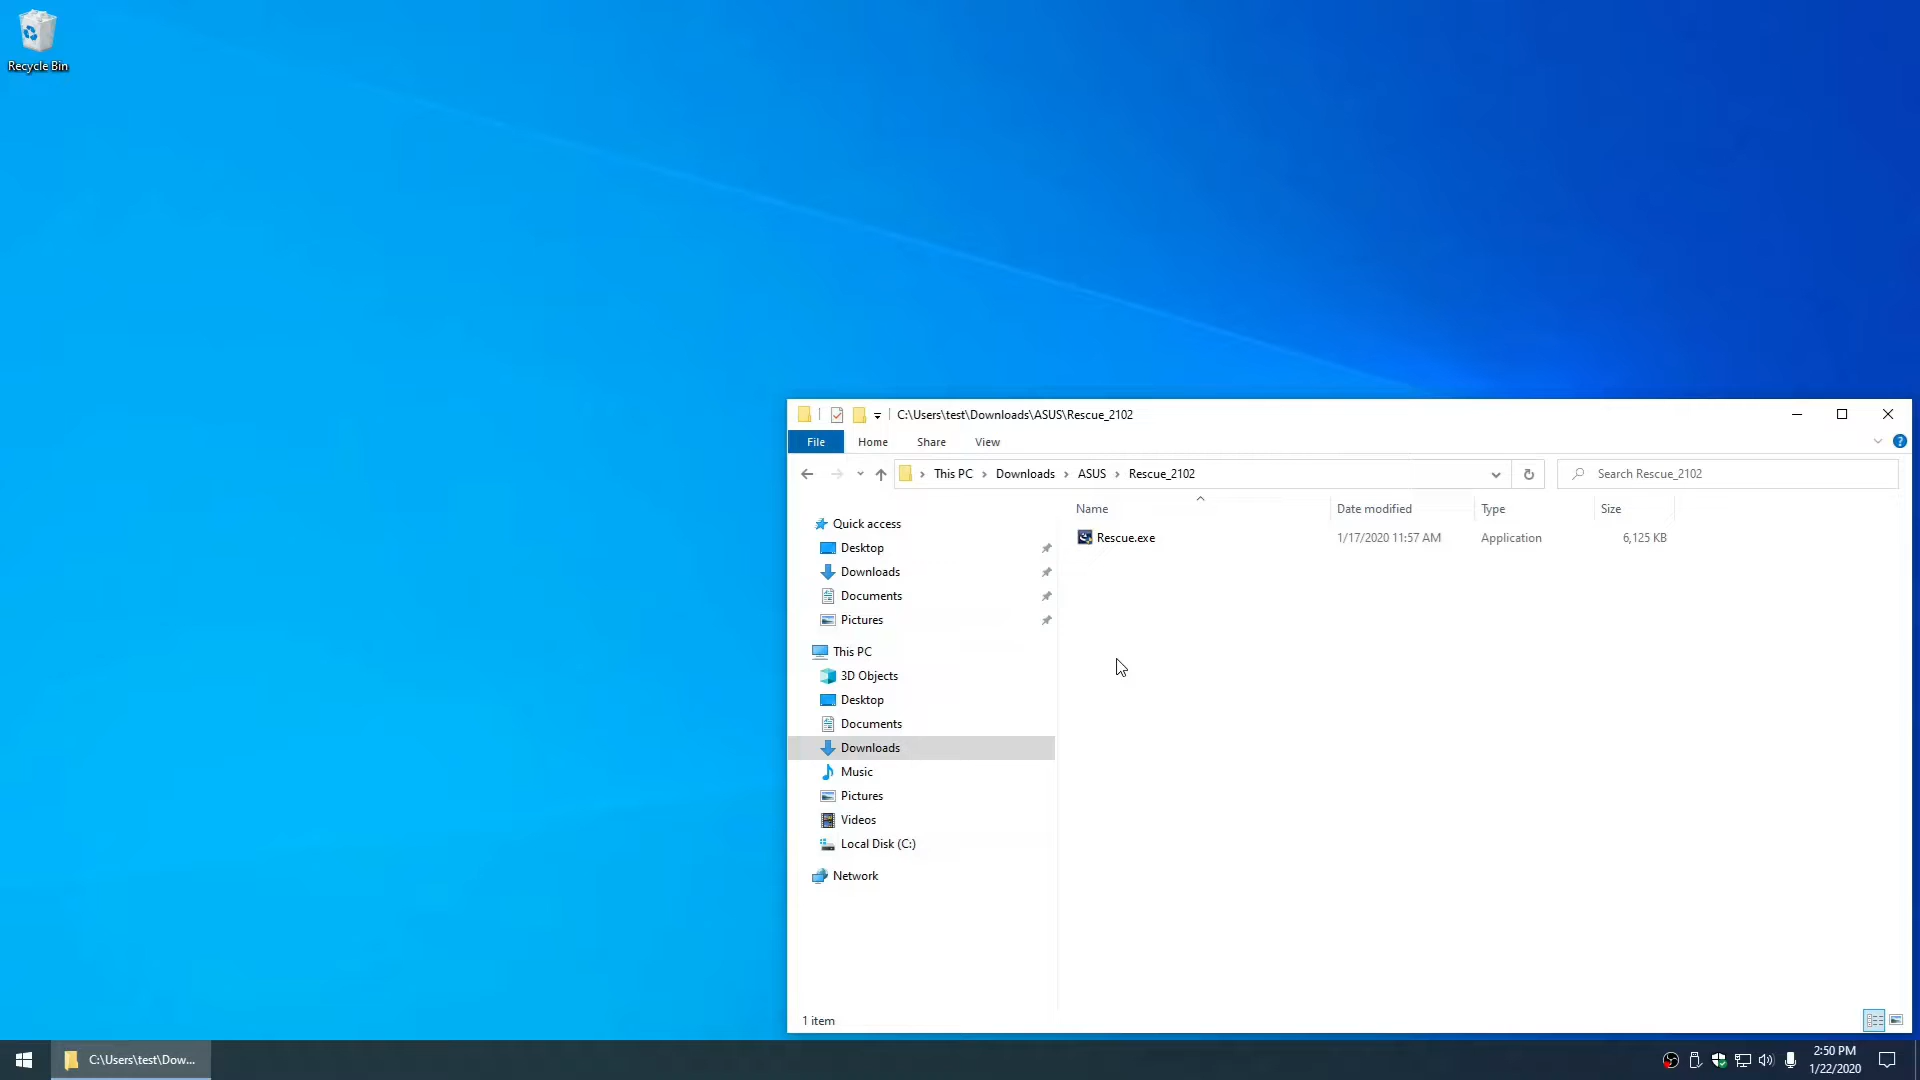 Recycle Bin
C:\Users\test\Downloads\ASUS\Rescue_2102
File Home Share View
This PC Downloads ASUS Rescue_2102
Search Rescue_2102
Name Date modified Type Size
Rescue.exe 1/17/2020 11:57 AM Application 6,125 KB
Quick access
Desktop
Downloads
Documents
Pictures
This PC
3D Objects
Desktop
Documents
Downloads
Music
Pictures
Videos
Local Disk (C:)
Network
1 item
C:\Users\test\Dow...
2:50 PM
1/22/2020